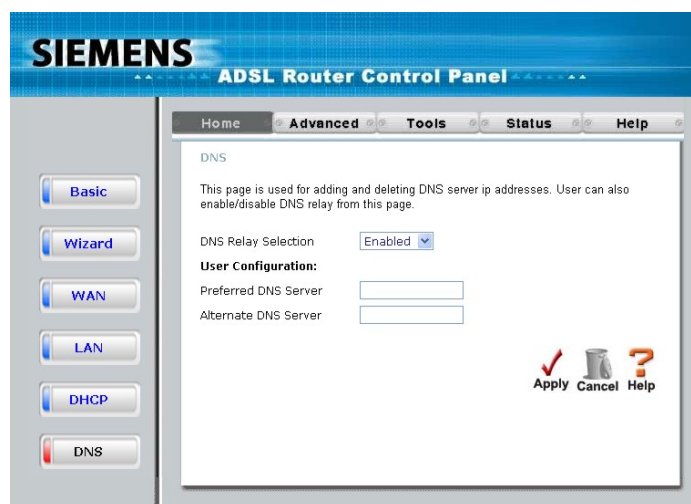 SIEMENS
ADSL Router Control Panel
Home Advanced Tools Status Help
Basic
Wizard
WAN
LAN
DHCP
DNS
DNS
This page is used for adding and deleting DNS server ip addresses. User can also
enable/disable DNS relay from this page.
DNS Relay Selection Enabled
User Configuration:
Preferred DNS Server
Alternate DNS Server
Apply Cancel Help